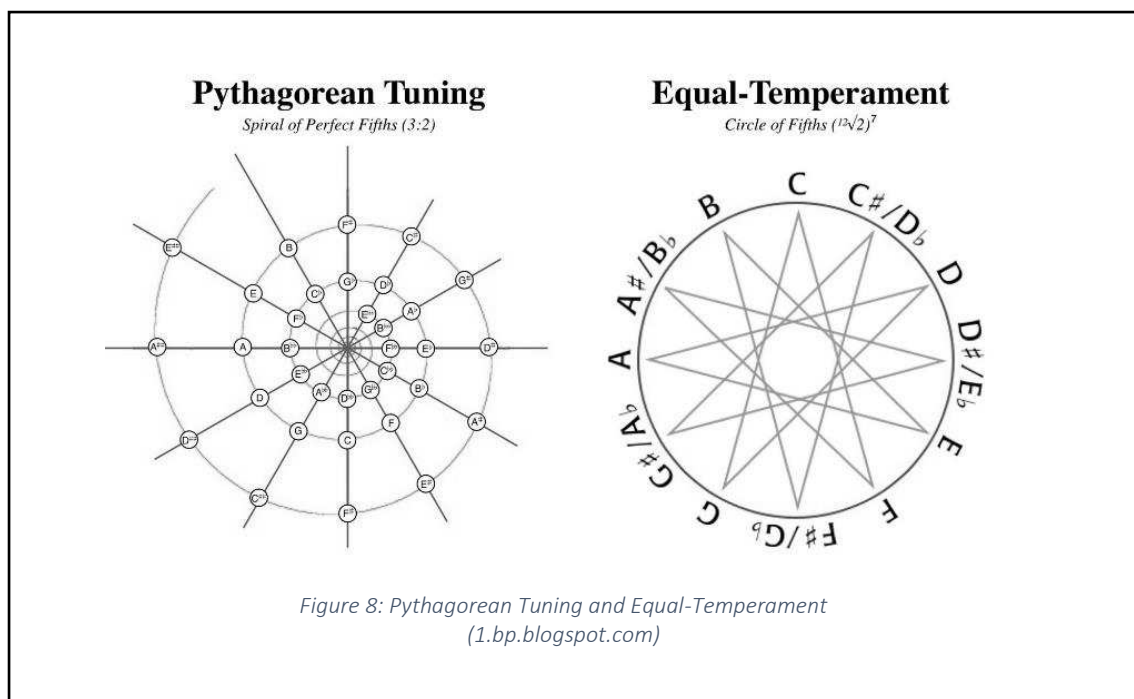 Pythagorean Tuning
Spiral of Perfect Fifths (3:2)
F♯
B
C♯
E
G♯
G♭
D♭
C♭
A♭
F♭
A
E♭
D♯
D
B♭
G
F
A♯
C
E♯
Equal-Temperament
Circle of Fifths (¹²√2)⁷
C
C♯/D♭
D
D♯/E♭
E
F
F♯/G♭
G
G♯/A♭
A
A♯/B♭
B
Figure 8: Pythagorean Tuning and Equal-Temperament
(1.bp.blogspot.com)